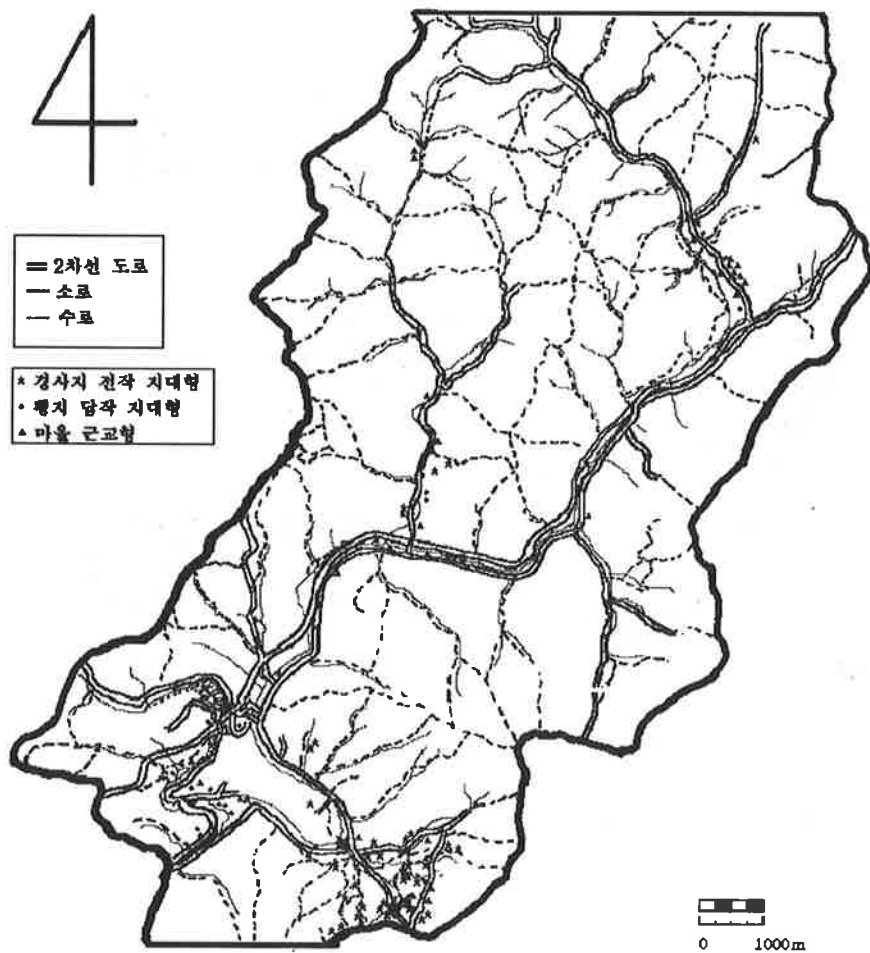 2차선 도로
소로
수로
경사지 전작 지대형
평지 답작 지대형
마을 근교형
0 1000m